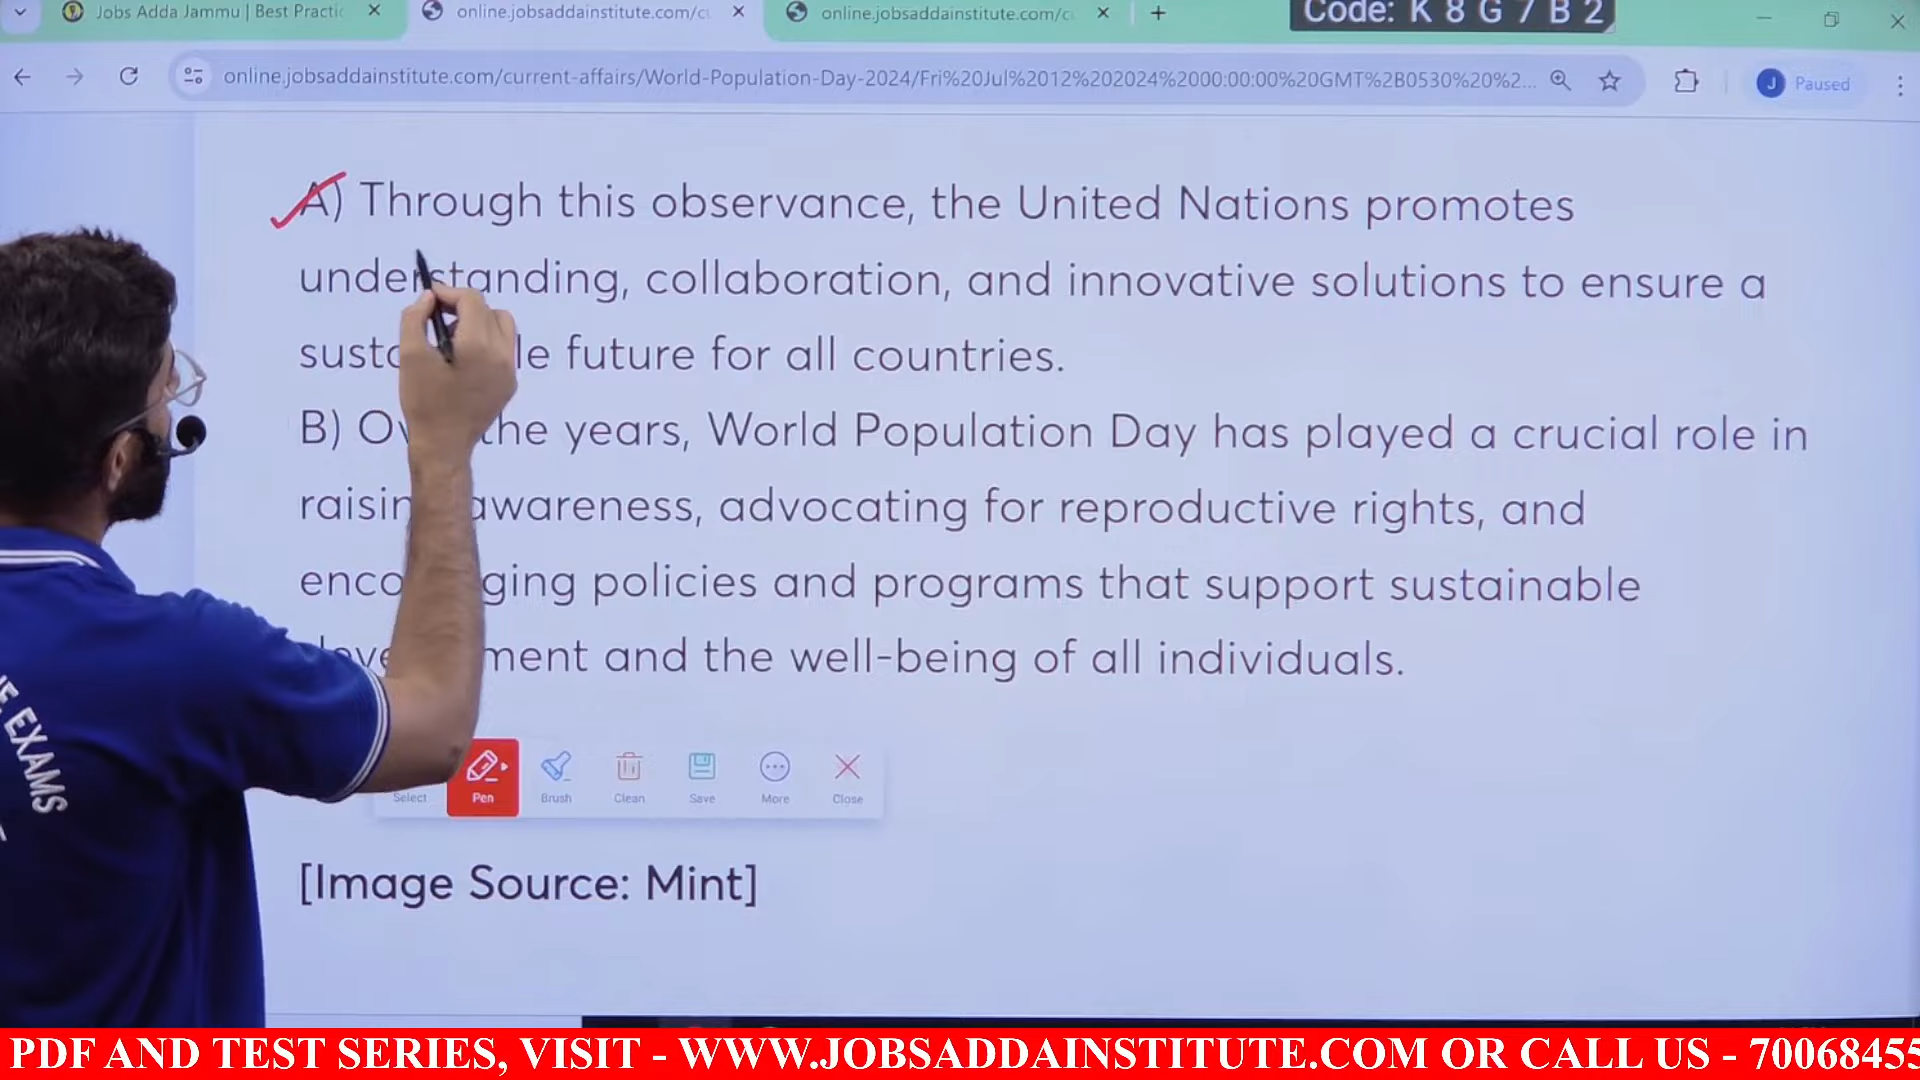 Jobs Adda Jammu | Best Practic
online.jobsaddainstitute.com/cu
online.jobsaddainstitute.com/c
Code: K 8 G 7 B 2
online.jobsaddainstitute.com/current-affairs/World-Population-Day-2024/Fri%20Jul%2012%202024%2000:00:00%20GMT%2B0530%20%2...
J Paused
A) Through this observance, the United Nations promotes
understanding, collaboration, and innovative solutions to ensure a
le future for all countries.
B) the years, World Population Day has played a crucial role in
awareness, advocating for reproductive rights, and
ging policies and programs that support sustainable
ment and the well-being of all individuals.
Select Pen Brush Clean Save More Close
[Image Source: Mint]
E EXAMS
PDF AND TEST SERIES, VISIT - WWW.JOBSADDAINSTITUTE.COM OR CALL US - 70068455